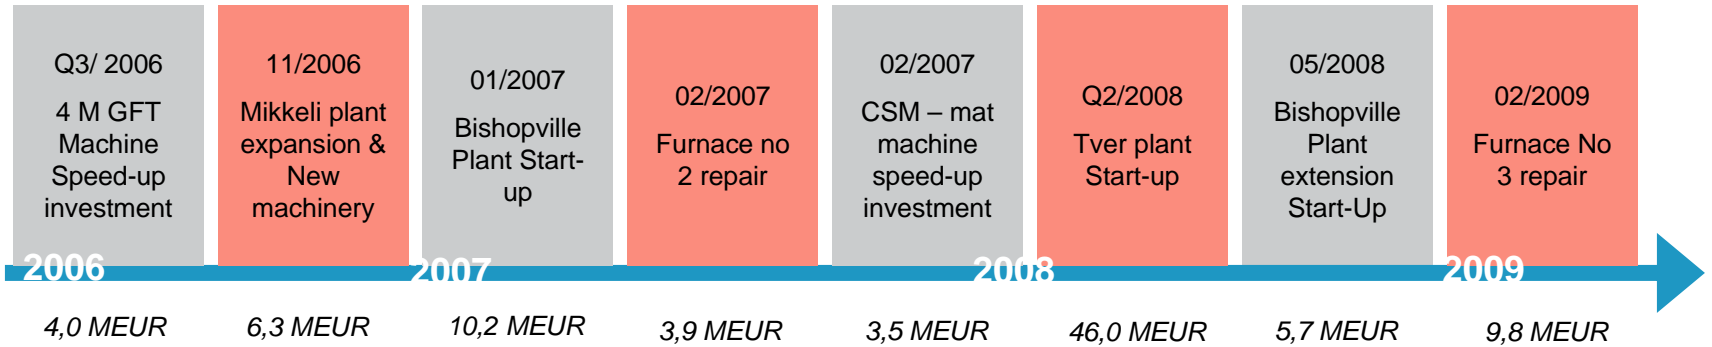 Q3/ 2006
4 M GFT
Machine
Speed-up
investment
11/2006
Mikkeli plant
expansion &
New
machinery
01/2007
Bishopville
Plant Start-
up
02/2007
Furnace no
2 repair
02/2007
CSM – mat
machine
speed-up
investment
Q2/2008
Tver plant
Start-up
05/2008
Bishopville
Plant
extension
Start-Up
02/2009
Furnace No
3 repair
2006
2007
2008
2009
4,0 MEUR
6,3 MEUR
10,2 MEUR
3,9 MEUR
3,5 MEUR
46,0 MEUR
5,7 MEUR
9,8 MEUR